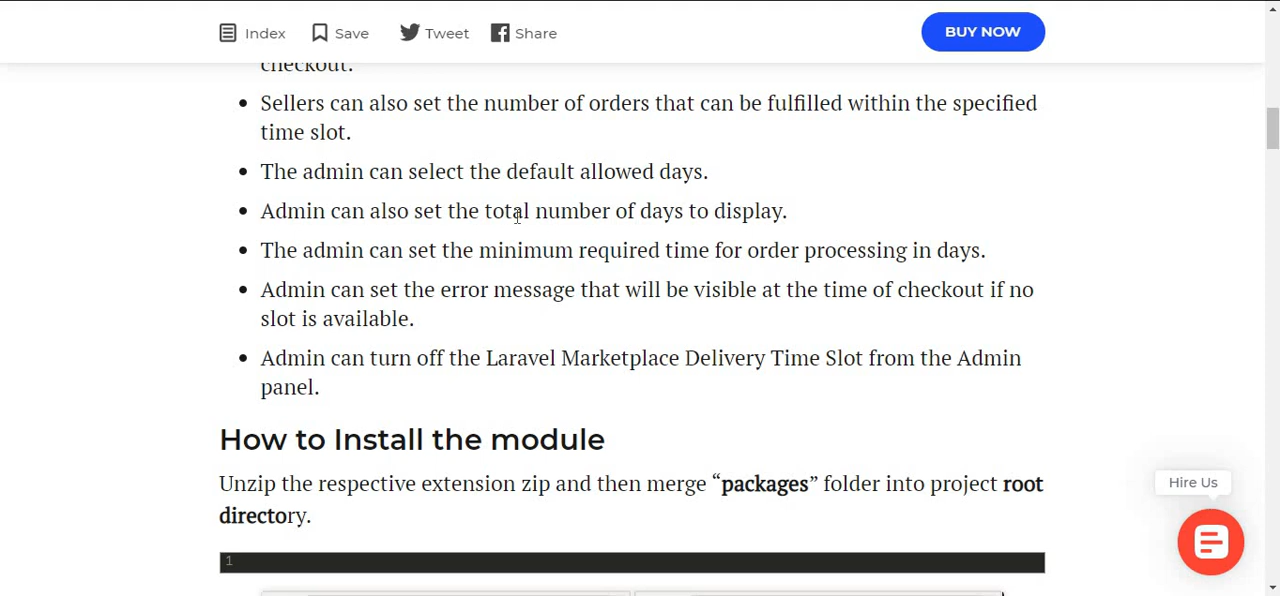 Index Save Tweet Share BUY NOW
checkout.
• Sellers can also set the number of orders that can be fulfilled within the specified
time slot.
• The admin can select the default allowed days.
• Admin can also set the total number of days to display.
• The admin can set the minimum required time for order processing in days.
• Admin can set the error message that will be visible at the time of checkout if no
slot is available.
• Admin can turn off the Laravel Marketplace Delivery Time Slot from the Admin
panel.
How to Install the module
Unzip the respective extension zip and then merge “packages” folder into project root
directory.
Hire Us
1